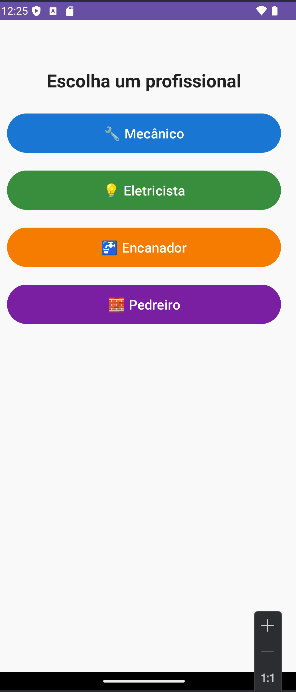 12:25
Escolha um profissional
🔧 Mecânico
💡 Eletricista
🚰 Encanador
🧱 Pedreiro
1:1